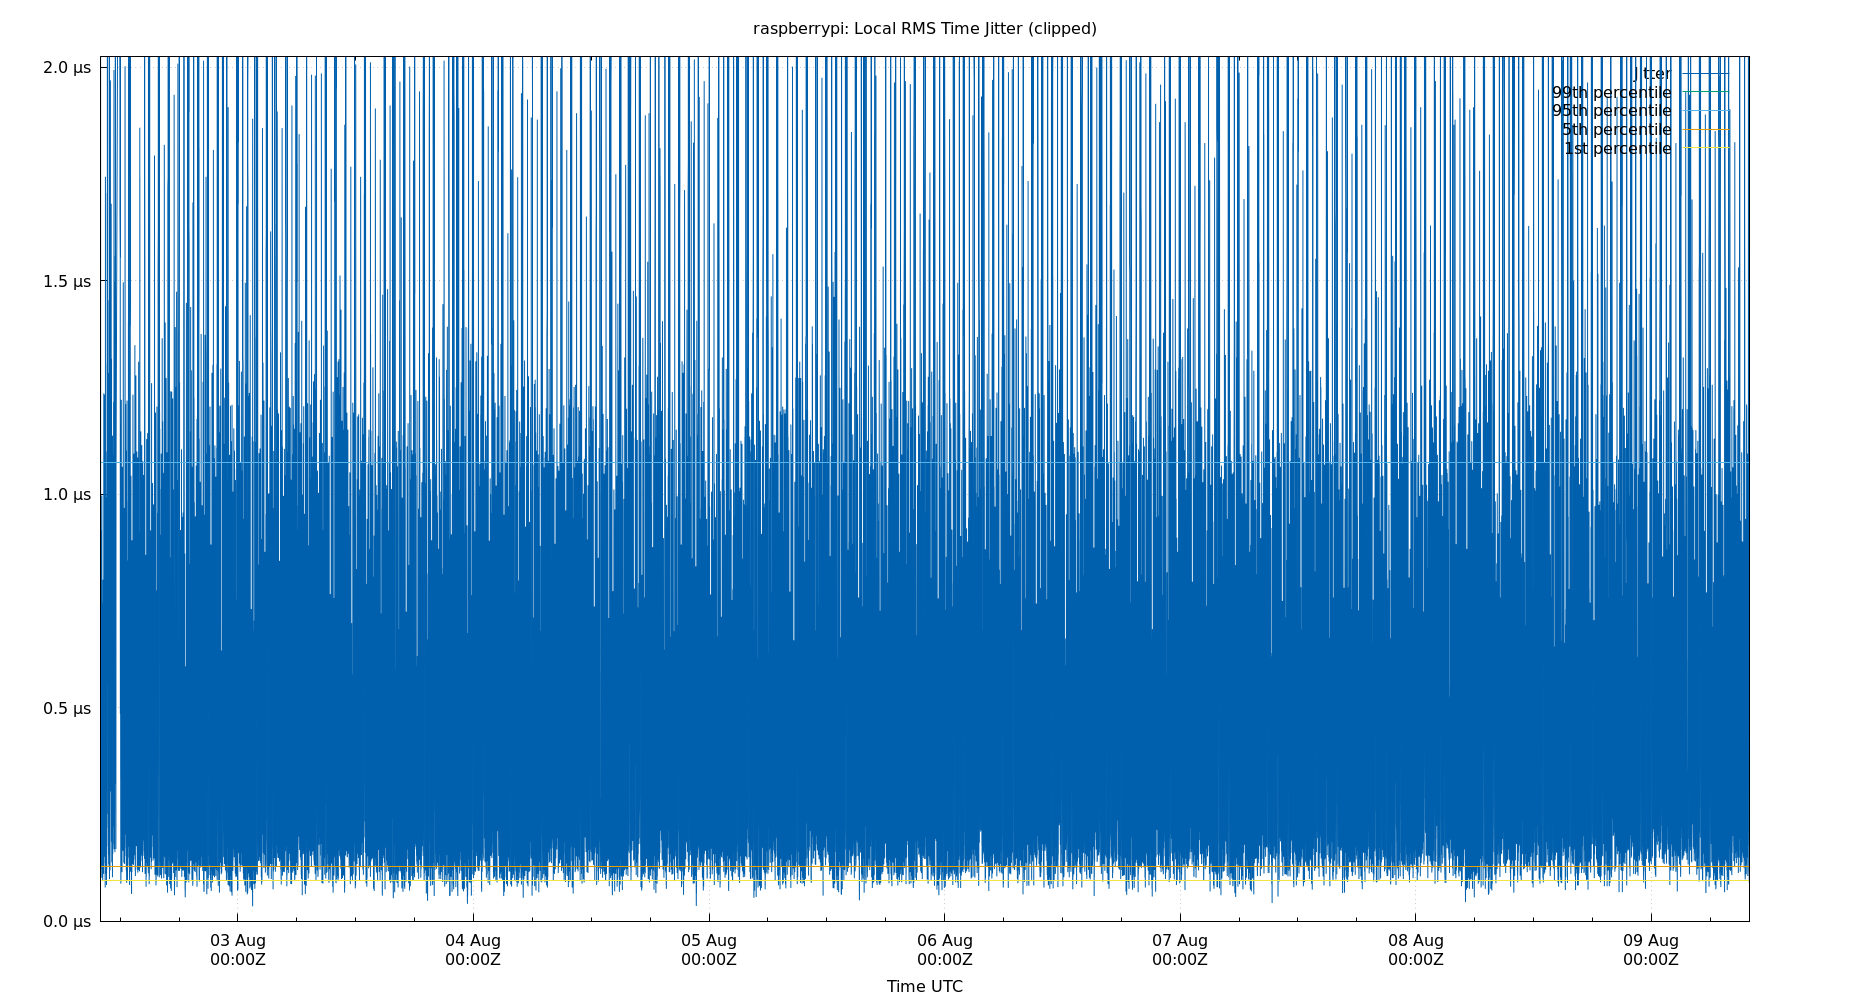 raspberrypi: Local RMS Time Jitter (clipped)
2.0 µs
1.5 µs
1.0 µs
0.5 µs
0.0 µs
Jitter
99th percentile
95th percentile
5th percentile
1st percentile
03 Aug 04 Aug 05 Aug 06 Aug 07 Aug 08 Aug 09 Aug
00:00Z 00:00Z 00:00Z 00:00Z 00:00Z 00:00Z 00:00Z
Time UTC